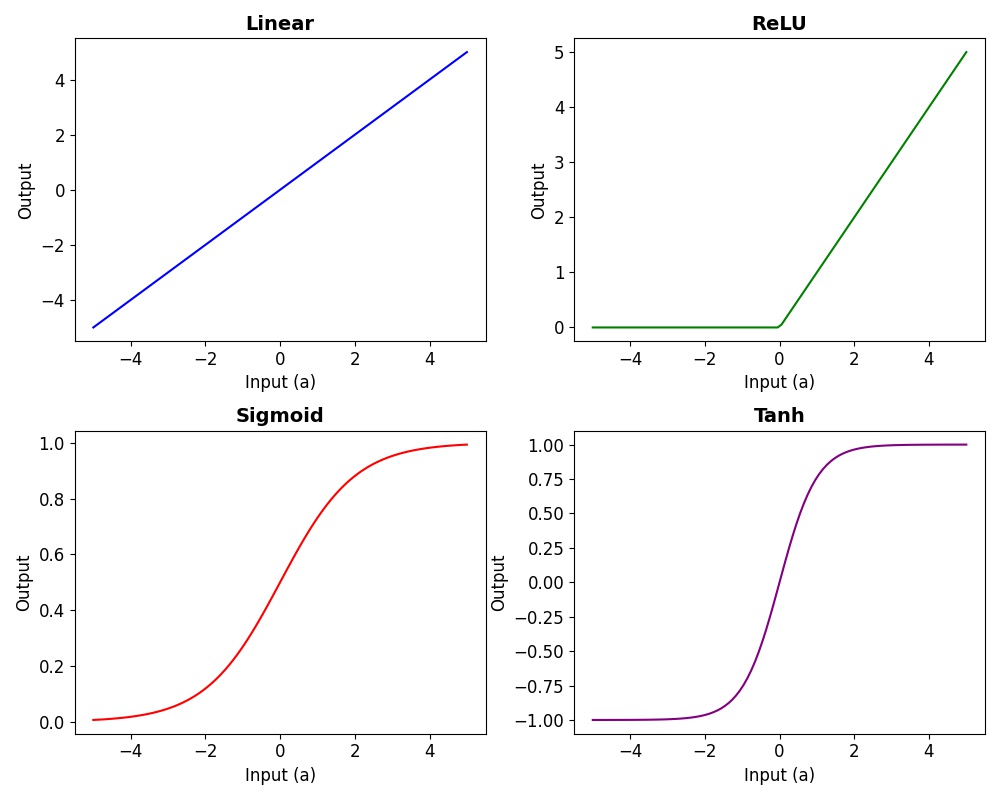 Linear
Output
4
2
0
−2
−4
−4 −2 0 2 4
Input (a)
ReLU
Output
5
4
3
2
1
0
−4 −2 0 2 4
Input (a)
Sigmoid
Output
1.0
0.8
0.6
0.4
0.2
0.0
−4 −2 0 2 4
Input (a)
Tanh
Output
1.00
0.75
0.50
0.25
0.00
−0.25
−0.50
−0.75
−1.00
−4 −2 0 2 4
Input (a)